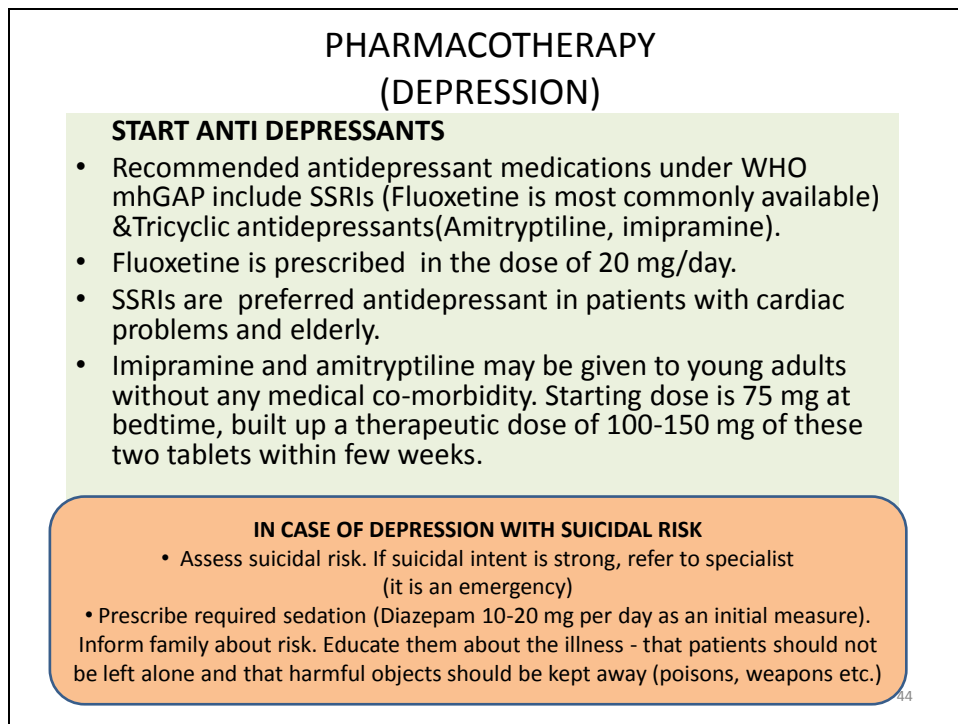 PHARMACOTHERAPY
(DEPRESSION)
START ANTI DEPRESSANTS
• Recommended antidepressant medications under WHO
mhGAP include SSRIs (Fluoxetine is most commonly available)
&Tricyclic antidepressants(Amitryptiline, imipramine).
• Fluoxetine is prescribed in the dose of 20 mg/day.
• SSRIs are preferred antidepressant in patients with cardiac
problems and elderly.
• Imipramine and amitryptiline may be given to young adults
without any medical co-morbidity. Starting dose is 75 mg at
bedtime, built up a therapeutic dose of 100-150 mg of these
two tablets within few weeks.
IN CASE OF DEPRESSION WITH SUICIDAL RISK
• Assess suicidal risk. If suicidal intent is strong, refer to specialist
(it is an emergency)
• Prescribe required sedation (Diazepam 10-20 mg per day as an initial measure).
Inform family about risk. Educate them about the illness - that patients should not
be left alone and that harmful objects should be kept away (poisons, weapons etc.)
44